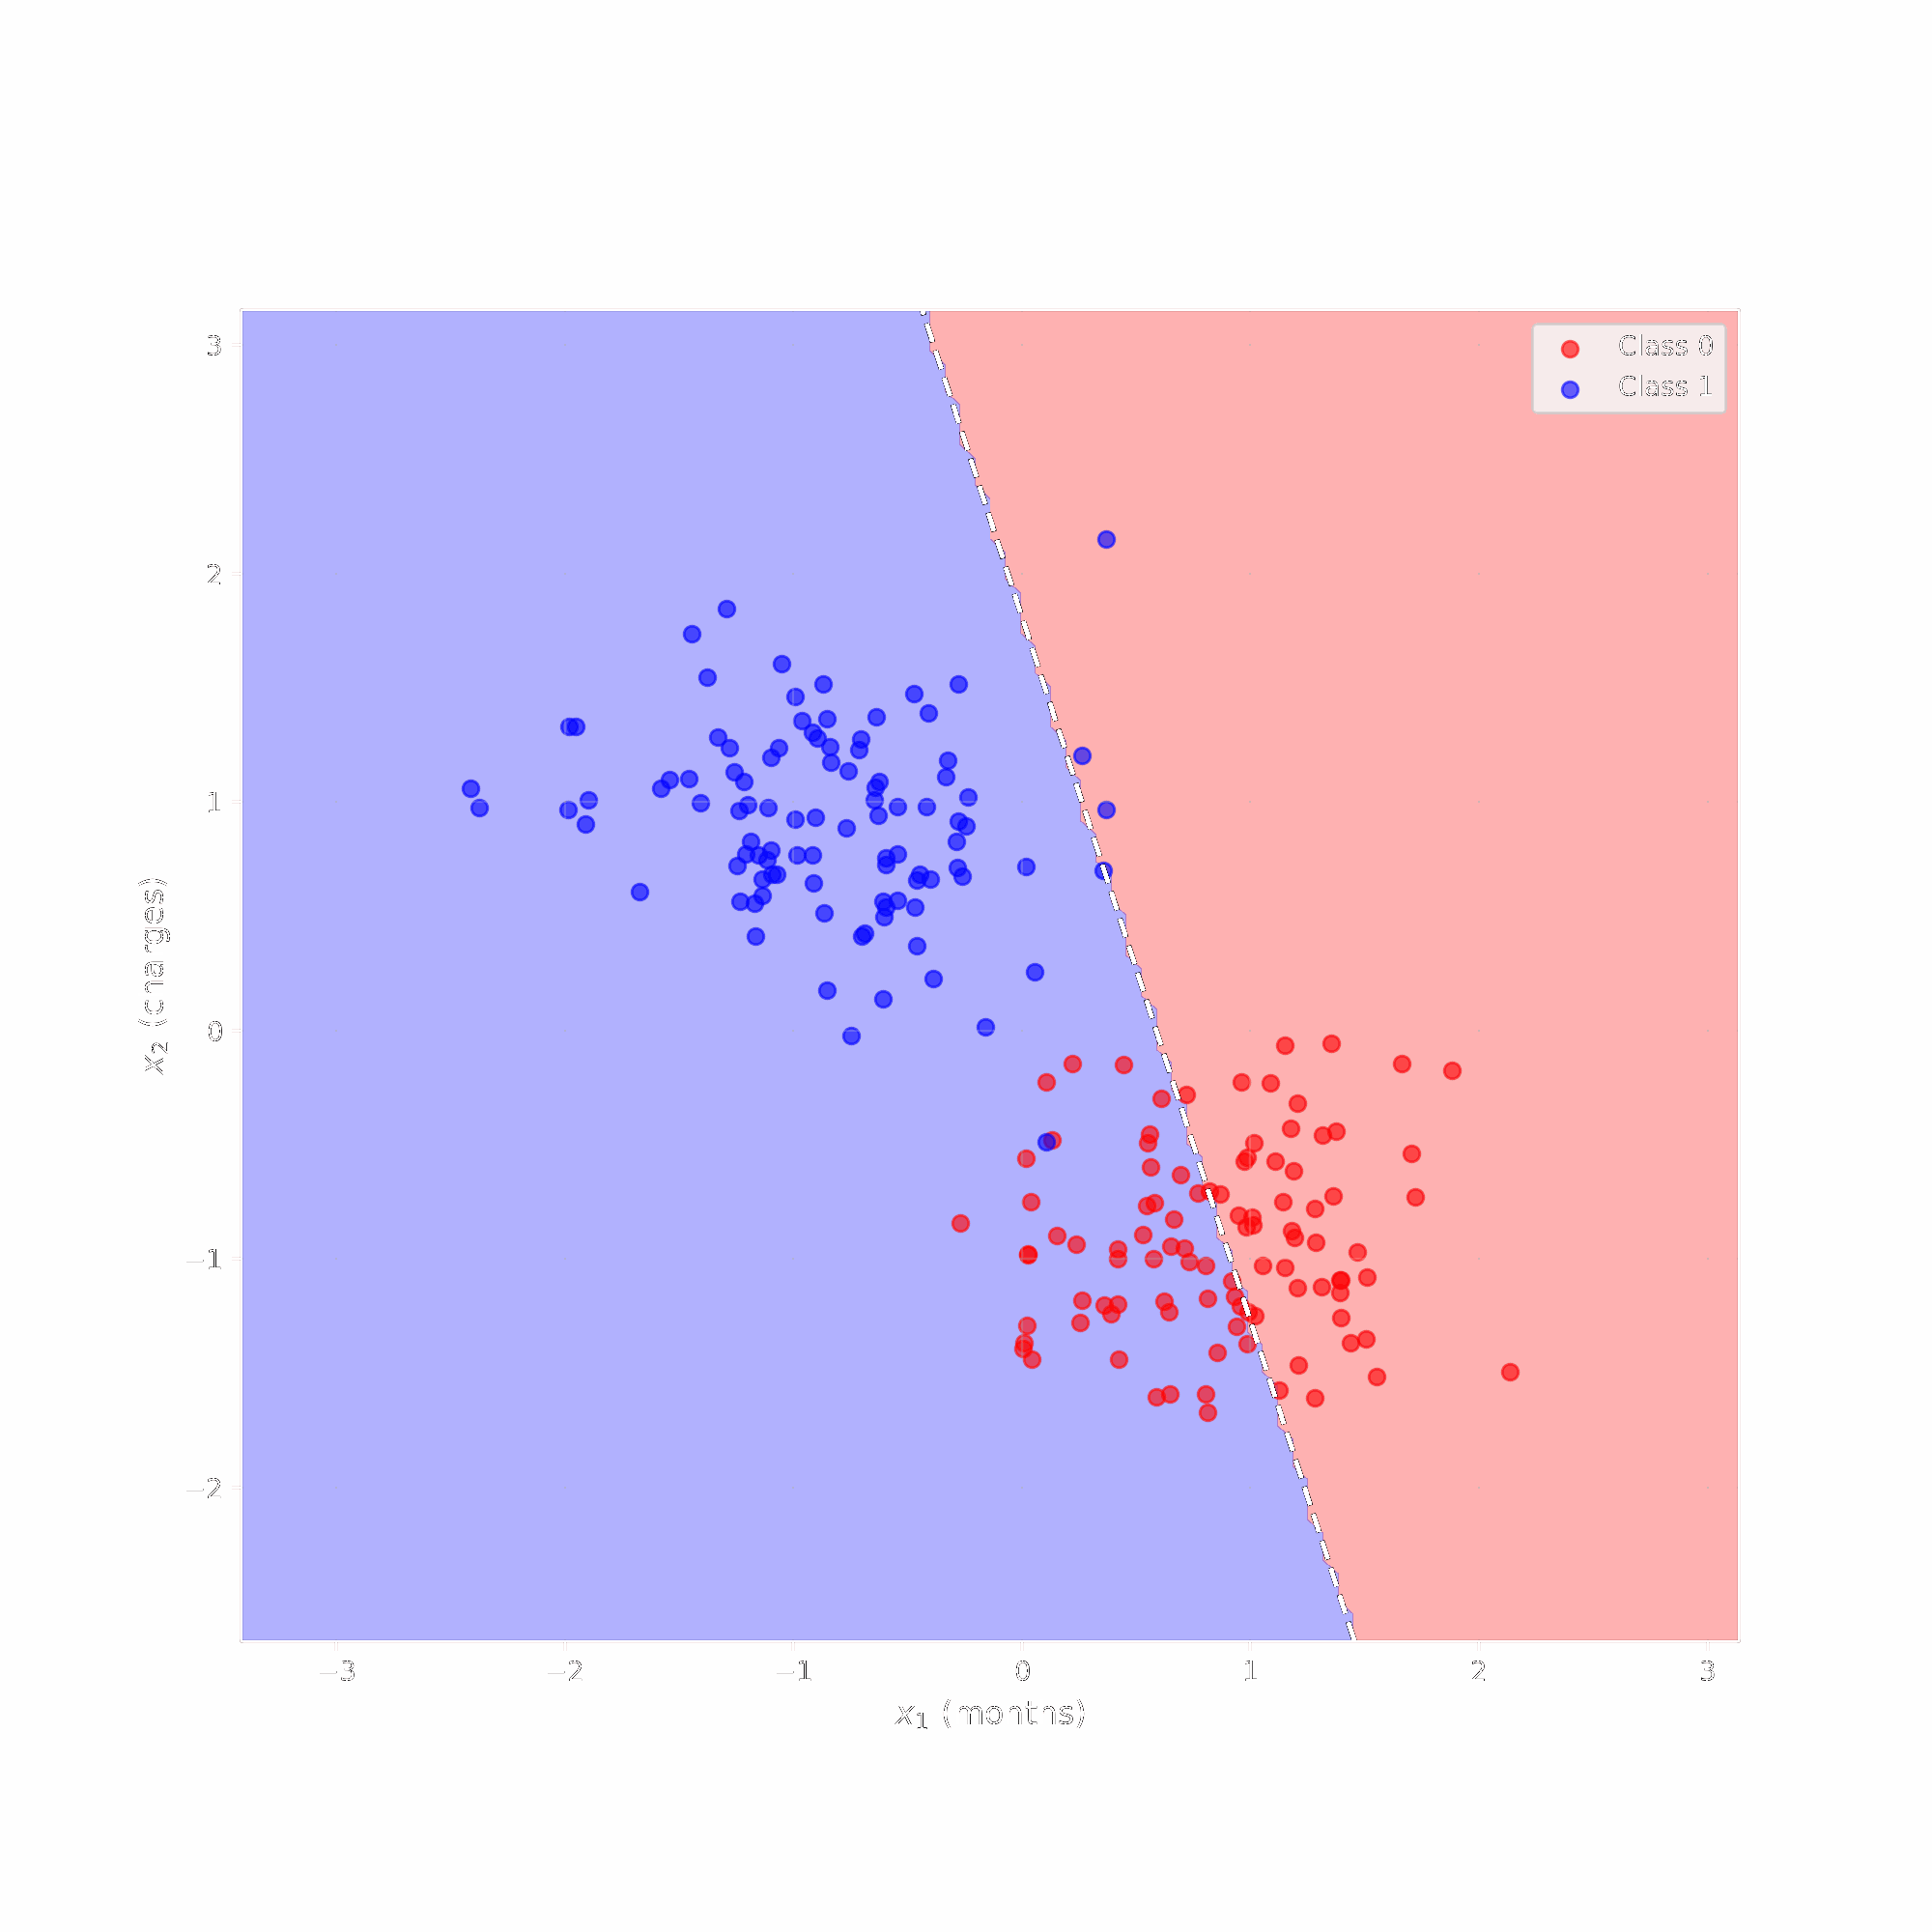 3
Class 0
Class 1
2
1
0
x₂ (charges)
−1
−2
−3 −2 −1 0 1 2 3
x₁ (months)